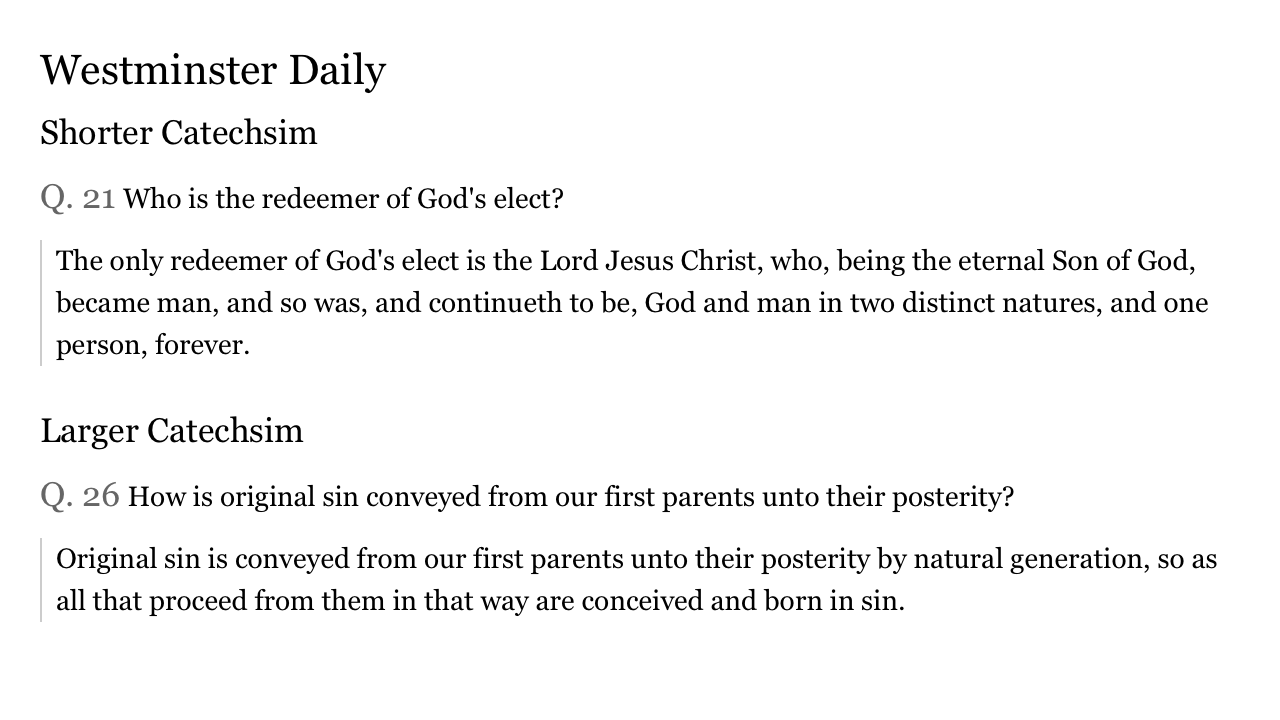 Westminster Daily
Shorter Catechsim
Q. 21 Who is the redeemer of God's elect?
The only redeemer of God's elect is the Lord Jesus Christ, who, being the eternal Son of God,
became man, and so was, and continueth to be, God and man in two distinct natures, and one
person, forever.
Larger Catechsim
Q. 26 How is original sin conveyed from our first parents unto their posterity?
Original sin is conveyed from our first parents unto their posterity by natural generation, so as
all that proceed from them in that way are conceived and born in sin.